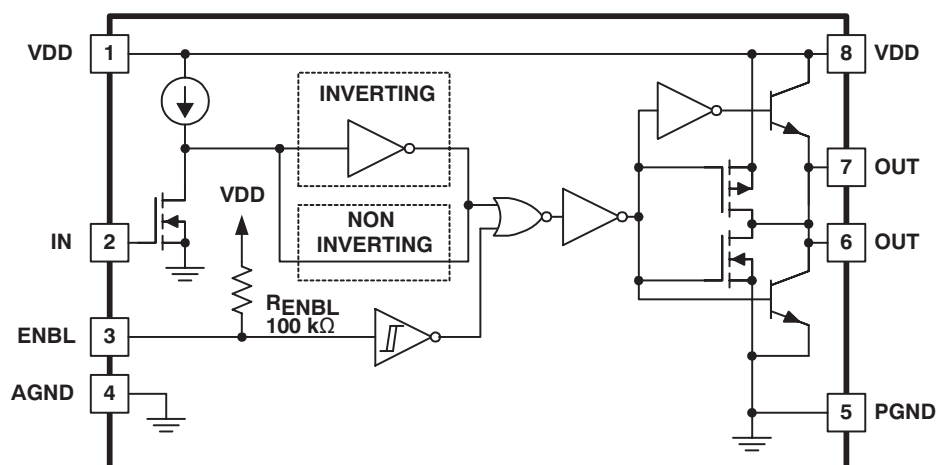 VDD 1
8 VDD
INVERTING
7 OUT
VDD
NON
INVERTING
IN 2
6 OUT
RENBL
100 kΩ
ENBL 3
AGND 4
5 PGND